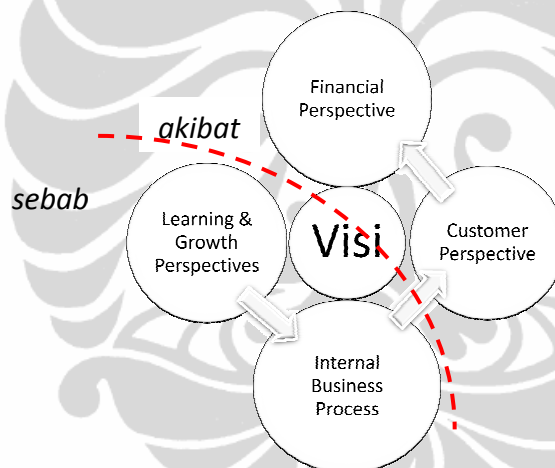 Financial
Perspective
akibat
sebab
Learning &
Growth
Perspectives
Visi
Customer
Perspective
Internal
Business
Process